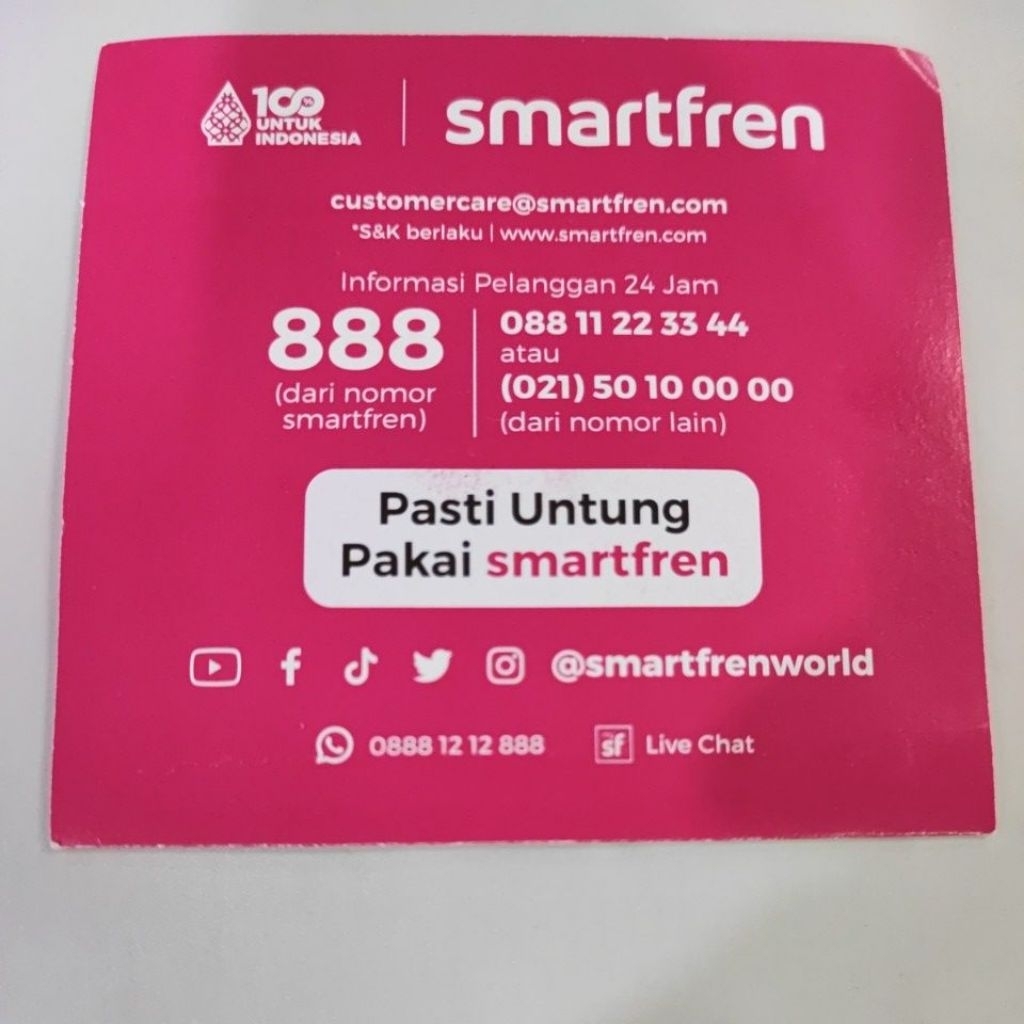 100%
UNTUK
INDONESIA
smartfren
customercare@smartfren.com
*S&K berlaku | www.smartfren.com
Informasi Pelanggan 24 Jam
888
(dari nomor
smartfren)
088 11 22 33 44
atau
(021) 50 10 00 00
(dari nomor lain)
Pasti Untung
Pakai smartfren
@smartfrenworld
0888 12 12 888
sf Live Chat